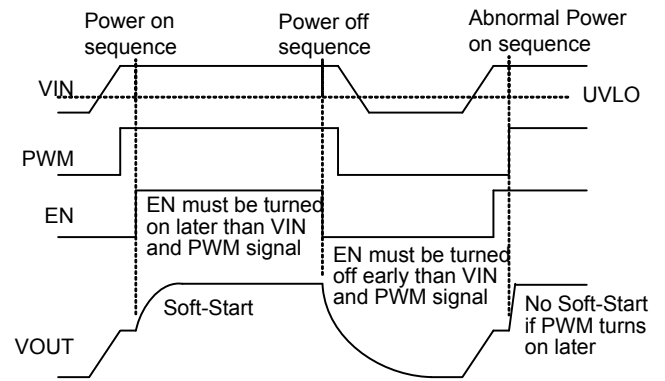 Power on
sequence
Power off
sequence
Abnormal Power
on sequence
VIN
UVLO
PWM
EN
EN must be turned
on later than VIN
and PWM signal
EN must be turned
off early than VIN
and PWM signal
VOUT
Soft-Start
No Soft-Start
if PWM turns
on later